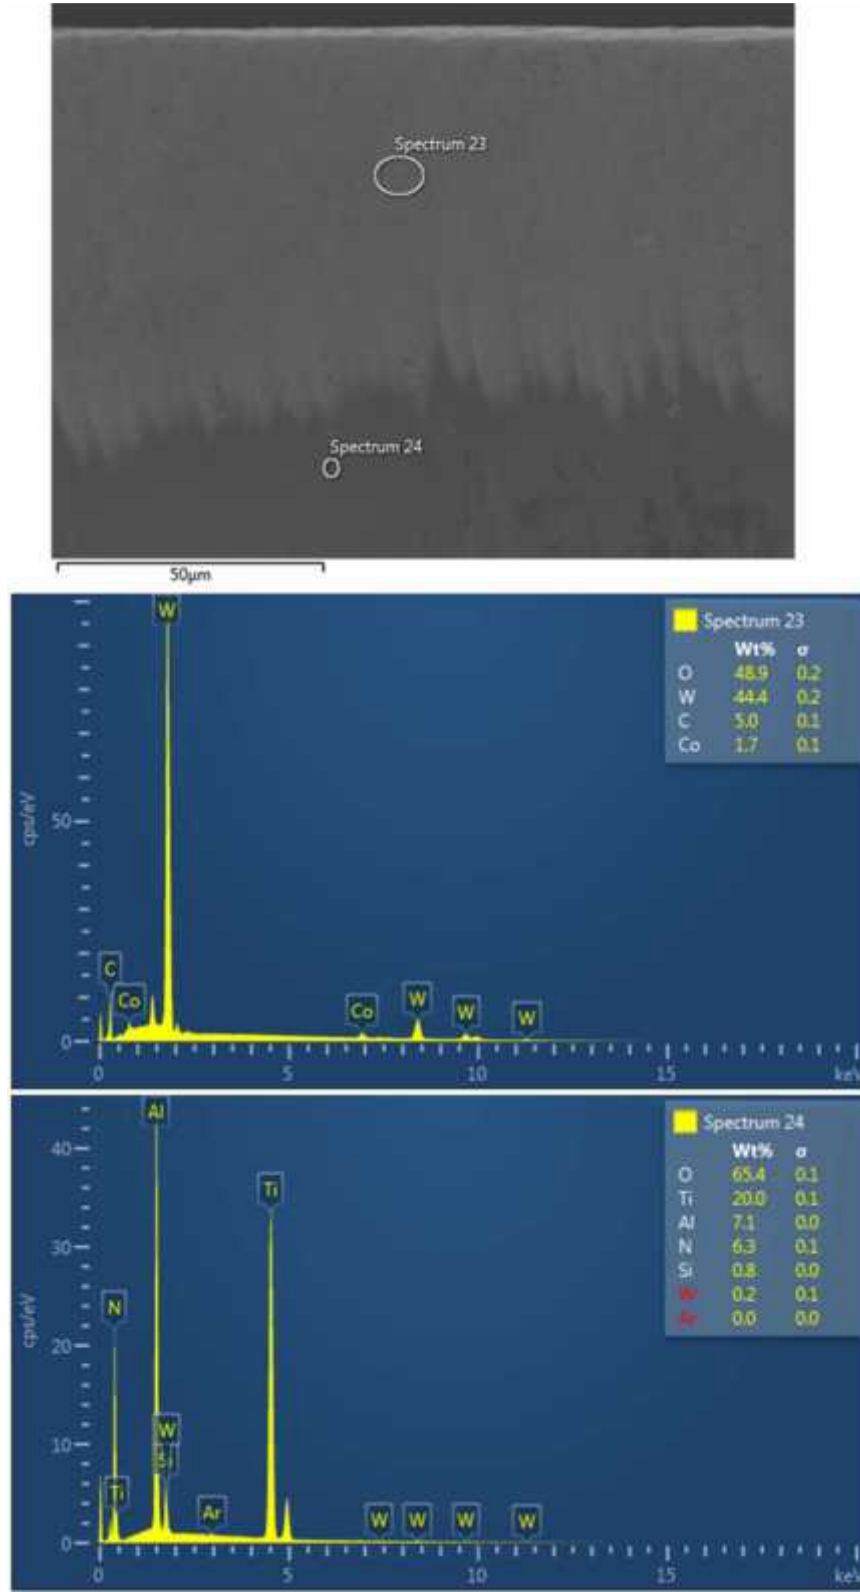 Spectrum 23
Spectrum 24
50µm
W
Spectrum 23
Wt% σ
O 48.9 0.2
W 44.4 0.2
C 5.0 0.1
Co 1.7 0.1
cps/eV
50
C
Co
Co
W
W
W
0
0 5 10 15 keV
Al
Spectrum 24
Wt% σ
O 65.4 0.1
Ti 20.0 0.1
Al 7.1 0.0
N 6.3 0.1
Si 0.8 0.0
W 0.2 0.1
Ar 0.0 0.0
40
Ti
30
cps/eV
N
20
W
10
Si
Ti
Ar
W
W
W
W
0
0 5 10 15 keV